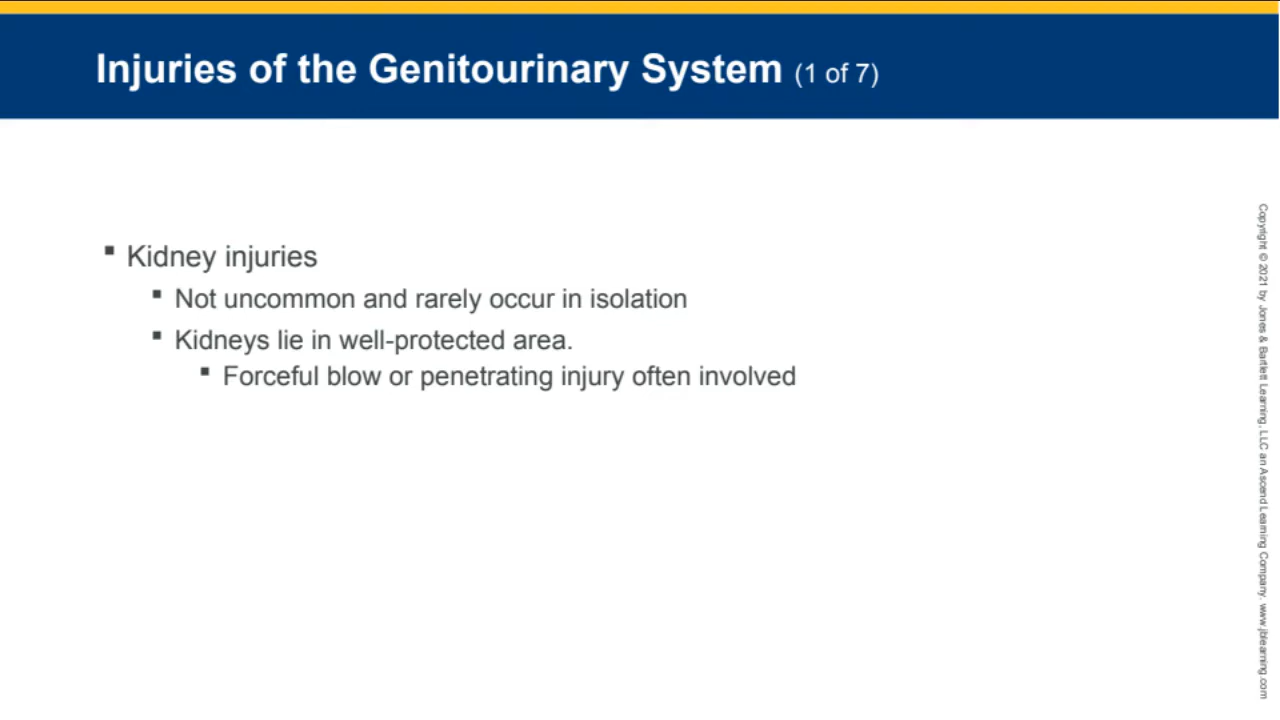 Injuries of the Genitourinary System (1 of 7)
▪ Kidney injuries
▪ Not uncommon and rarely occur in isolation
▪ Kidneys lie in well-protected area.
▪ Forceful blow or penetrating injury often involved
Copyright © 2021 by Jones & Bartlett Learning, LLC an Ascend Learning Company. www.jblearning.com